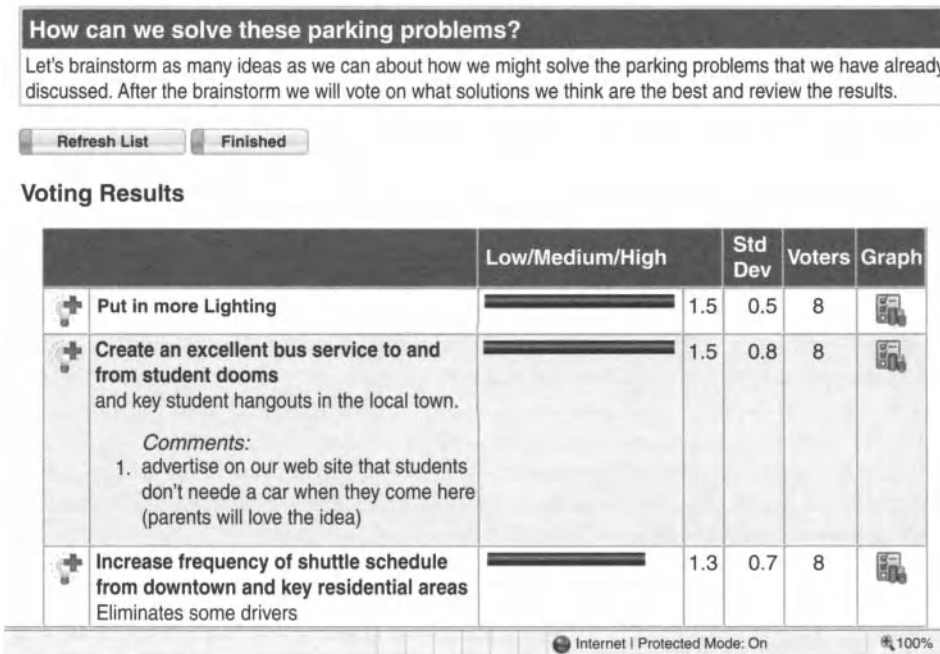 How can we solve these parking problems?
Let's brainstorm as many ideas as we can about how we might solve the parking problems that we have already
discussed. After the brainstorm we will vote on what solutions we think are the best and review the results.
Refresh List Finished
Voting Results
Low/Medium/High Std Dev Voters Graph
Put in more Lighting 1.5 0.5 8
Create an excellent bus service to and 1.5 0.8 8
from student dooms
and key student hangouts in the local town.
Comments:
1. advertise on our web site that students
don't neede a car when they come here
(parents will love the idea)
Increase frequency of shuttle schedule 1.3 0.7 8
from downtown and key residential areas
Eliminates some drivers
Internet | Protected Mode: On 100%